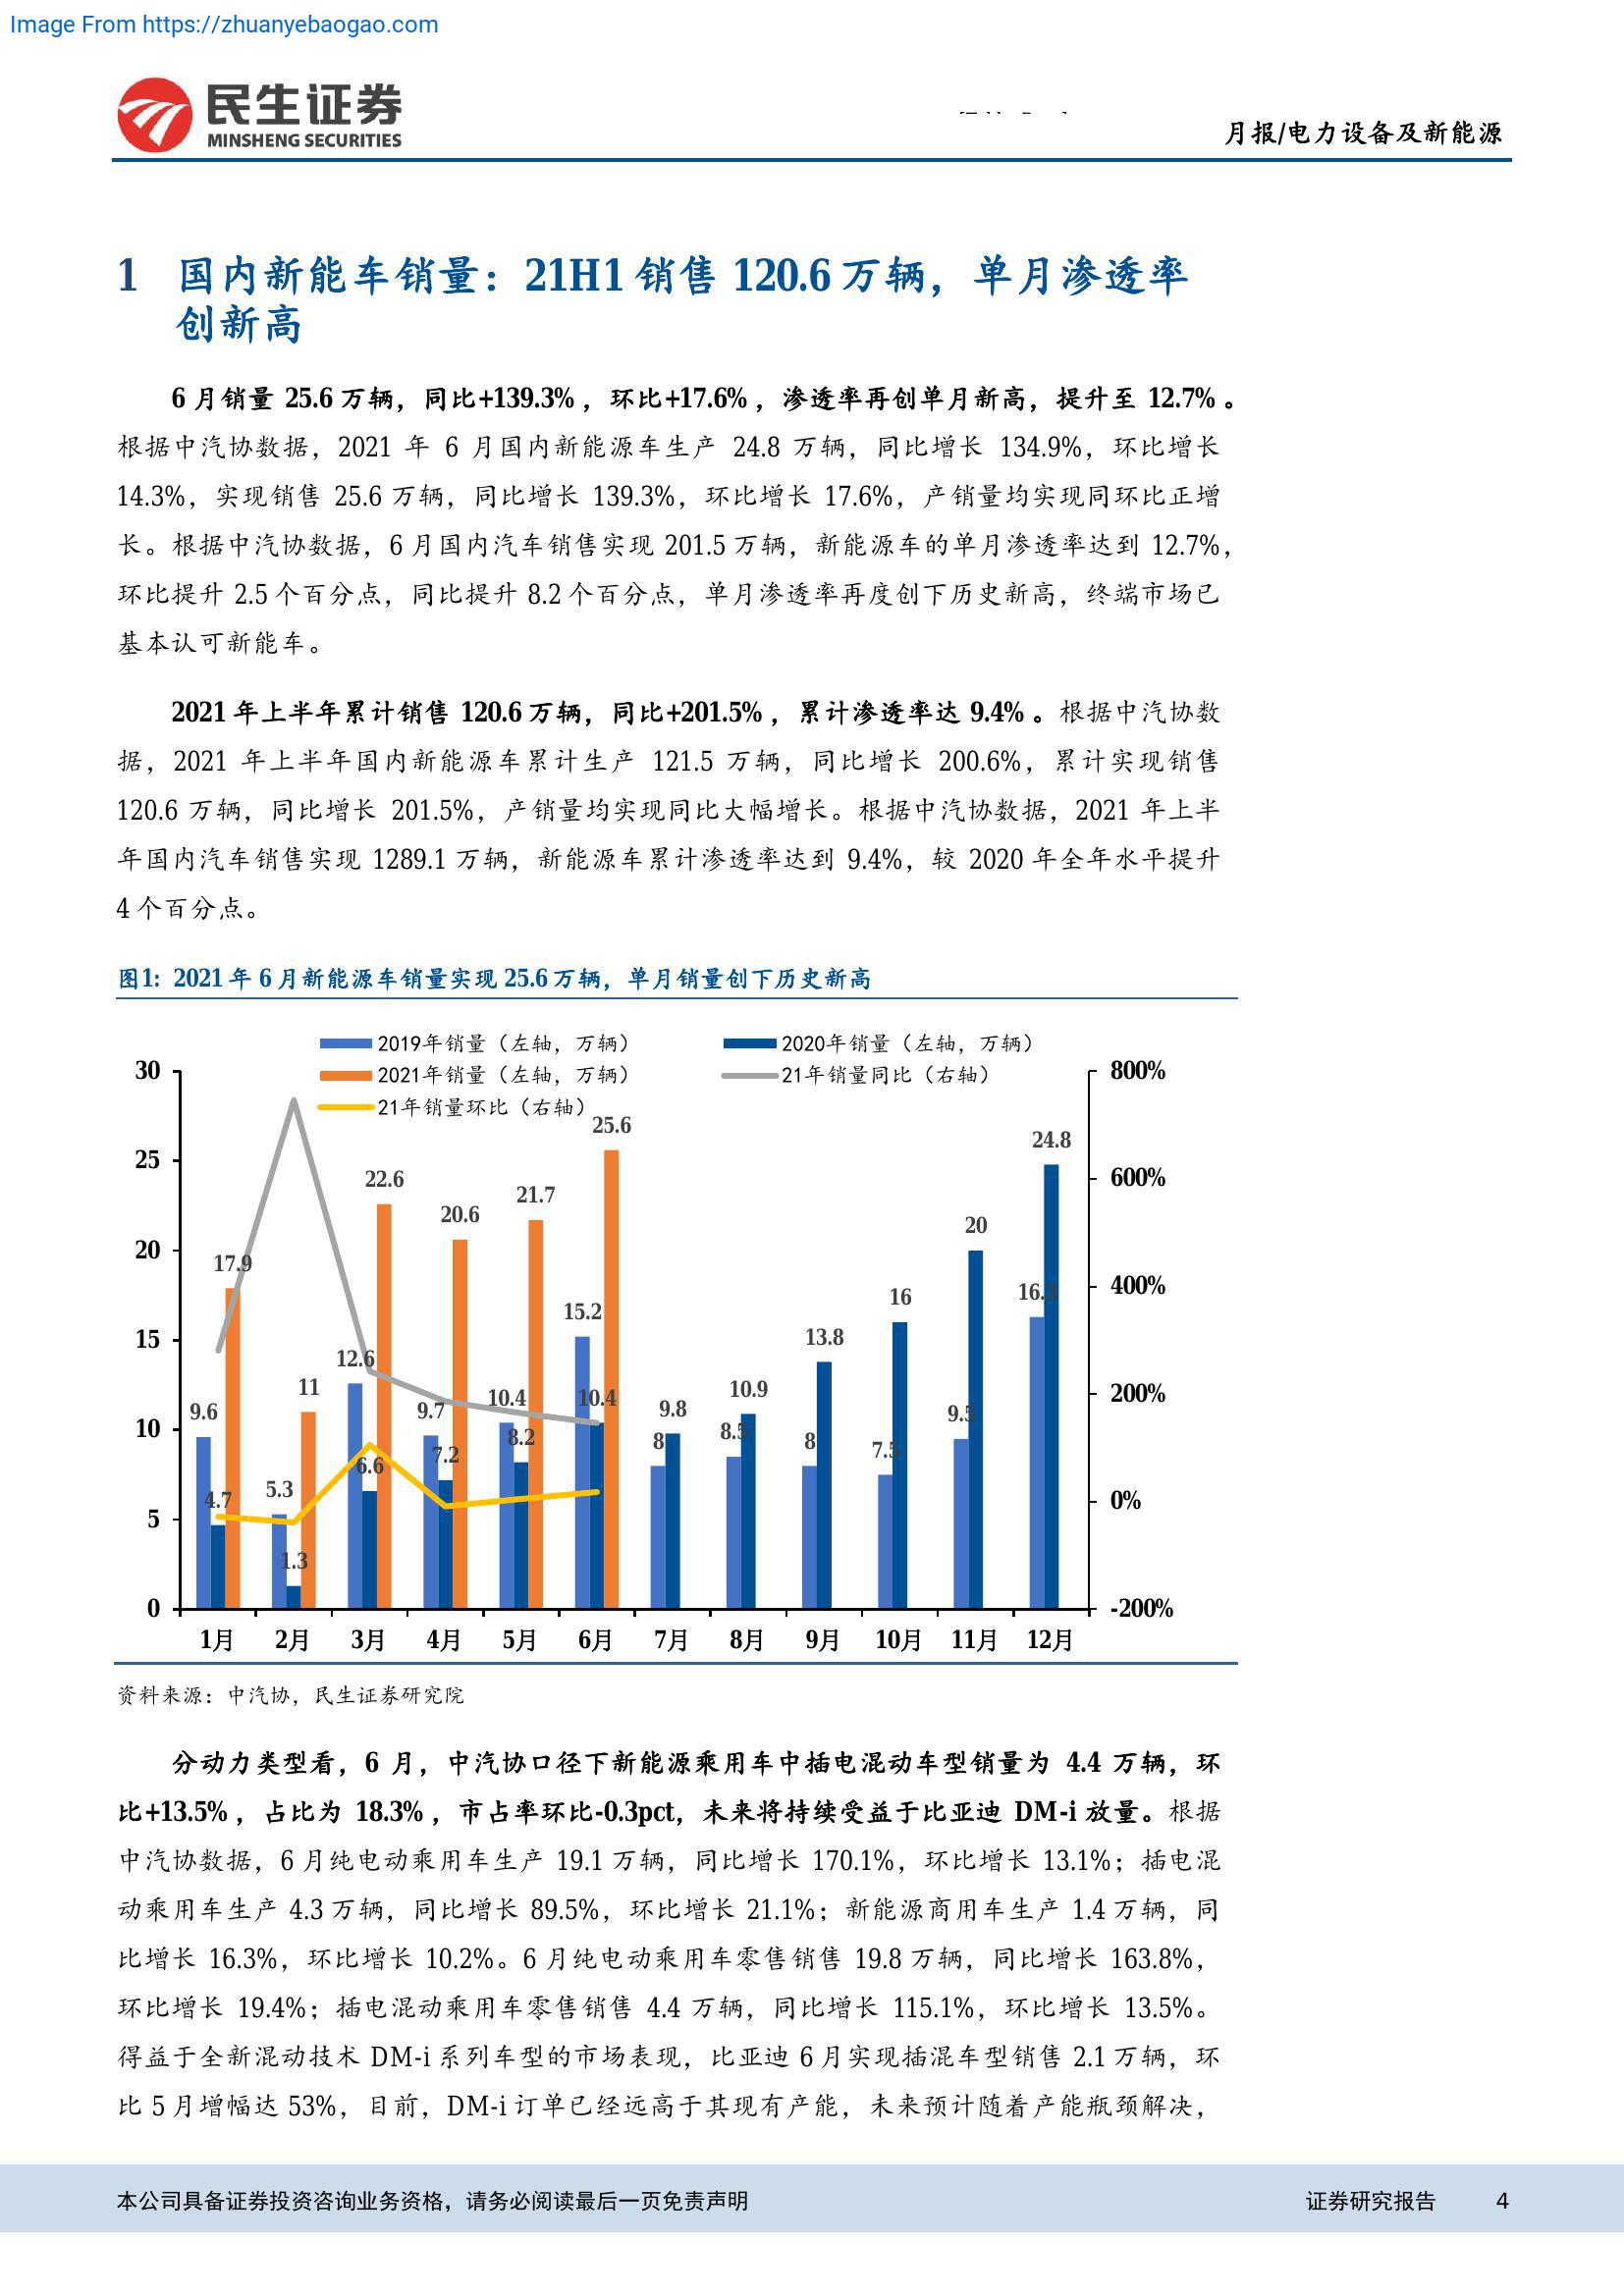 Image From https://zhuanyebaogao.com
民生证券
MINSHENG SECURITIES
月报/电力设备及新能源
1 国内新能车销量：21H1 销售 120.6 万辆，单月渗透率
创新高
6 月销量 25.6 万辆，同比+139.3%，环比+17.6%，渗透率再创单月新高，提升至 12.7%。
根据中汽协数据，2021 年 6 月国内新能源车生产 24.8 万辆，同比增长 134.9%，环比增长
14.3%，实现销售 25.6 万辆，同比增长 139.3%，环比增长 17.6%，产销量均实现同环比正增
长。根据中汽协数据，6 月国内汽车销售实现 201.5 万辆，新能源车的单月渗透率达到 12.7%，
环比提升 2.5 个百分点，同比提升 8.2 个百分点，单月渗透率再度创下历史新高，终端市场已
基本认可新能车。
2021 年上半年累计销售 120.6 万辆，同比+201.5%，累计渗透率达 9.4%。根据中汽协数
据，2021 年上半年国内新能源车累计生产 121.5 万辆，同比增长 200.6%，累计实现销售
120.6 万辆，同比增长 201.5%，产销量均实现同比大幅增长。根据中汽协数据，2021 年上半
年国内汽车销售实现 1289.1 万辆，新能源车累计渗透率达到 9.4%，较 2020 年全年水平提升
4 个百分点。
图1：2021 年 6 月新能源车销量实现 25.6 万辆，单月销量创下历史新高
2019年销量（左轴，万辆） 2020年销量（左轴，万辆）
2021年销量（左轴，万辆） 21年销量同比（右轴）
21年销量环比（右轴）
30
25
20
15
10
5
0
800%
600%
400%
200%
0%
-200%
9.6 4.7 17.9
5.3 1.3 11
12.6 6.6 22.6
9.7 7.2 20.6
10.4 8.2 21.7
15.2 10.4 25.6
8 9.8
8.5 10.9
8 13.8
7.5 16
9.5 20
24.8
1月 2月 3月 4月 5月 6月 7月 8月 9月 10月 11月 12月
资料来源：中汽协，民生证券研究院
分动力类型看，6 月，中汽协口径下新能源乘用车中插电混动车型销量为 4.4 万辆，环
比+13.5%，占比为 18.3%，市占率环比-0.3pct，未来将持续受益于比亚迪 DM-i 放量。根据
中汽协数据，6 月纯电动乘用车生产 19.1 万辆，同比增长 170.1%，环比增长 13.1%；插电混
动乘用车生产 4.3 万辆，同比增长 89.5%，环比增长 21.1%；新能源商用车生产 1.4 万辆，同
比增长 16.3%，环比增长 10.2%。6 月纯电动乘用车零售销售 19.8 万辆，同比增长 163.8%，
环比增长 19.4%；插电混动乘用车零售销售 4.4 万辆，同比增长 115.1%，环比增长 13.5%。
得益于全新混动技术 DM-i 系列车型的市场表现，比亚迪 6 月实现插混车型销售 2.1 万辆，环
比 5 月增幅达 53%，目前，DM-i 订单已经远高于其现有产能，未来预计随着产能瓶颈解决，
本公司具备证券投资咨询业务资格，请务必阅读最后一页免责声明 证券研究报告 4